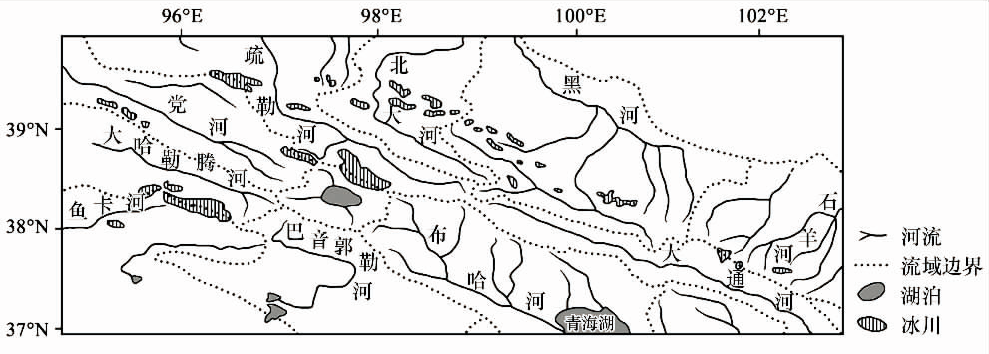 96°E 98°E 100°E 102°E
39°N
38°N
37°N
疏勒河
北大河
黑河
党河
大哈勒腾河
鱼卡河
巴音郭勒河
布哈河
大通河
石羊河
青海湖
河流
流域边界
湖泊
冰川